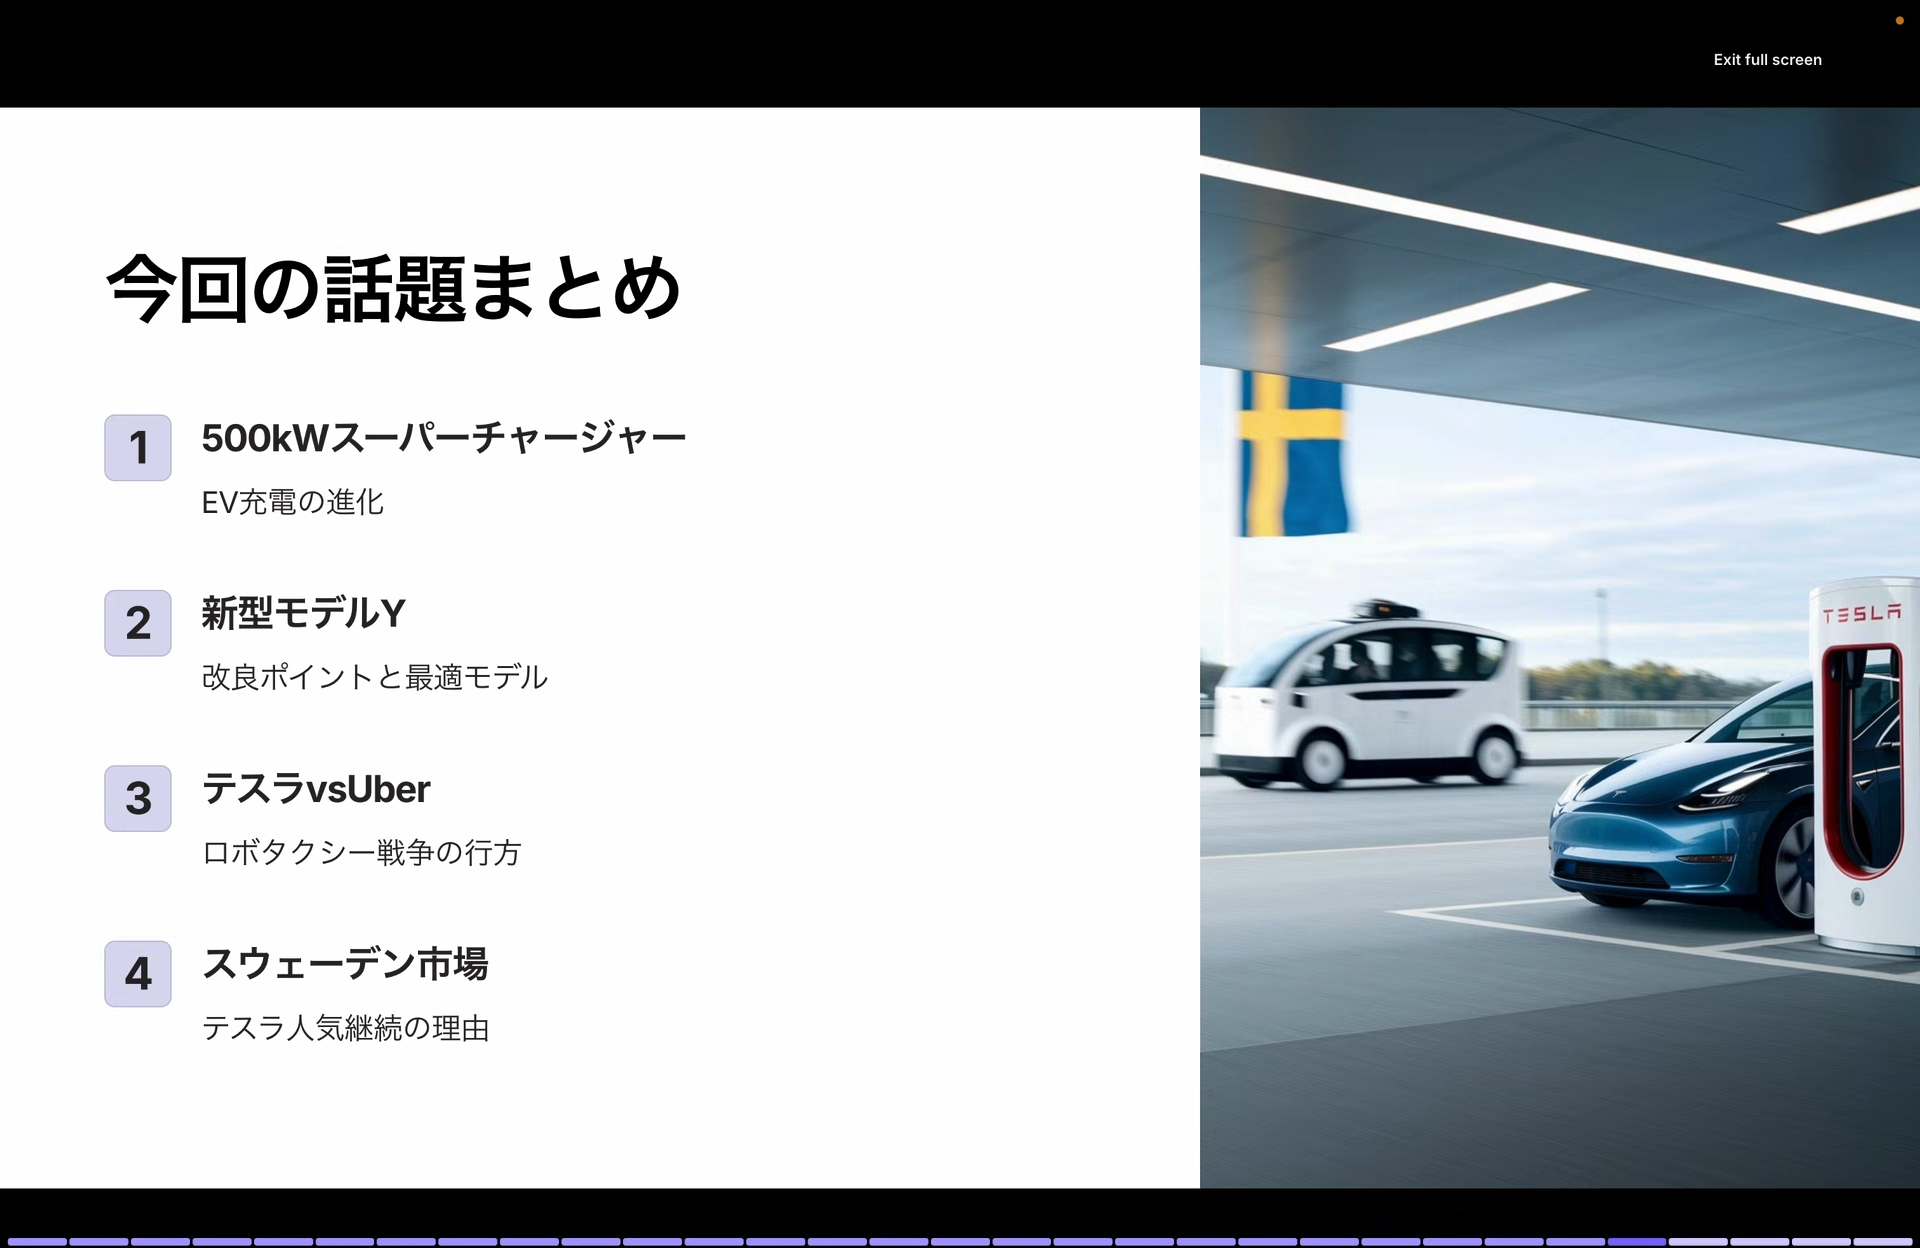 Exit full screen
今回の話題まとめ
1
500kWスーパーチャージャー
EV充電の進化
2
新型モデルY
改良ポイントと最適モデル
3
テスラvsUber
ロボタクシー戦争の行方
4
スウェーデン市場
テスラ人気継続の理由
TESLA